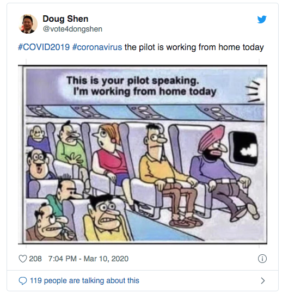 Doug Shen
@vote4dongshen
#COVID2019 #coronavirus the pilot is working from home today
This is your pilot speaking.
I'm working from home today
208 7:04 PM - Mar 10, 2020
119 people are talking about this